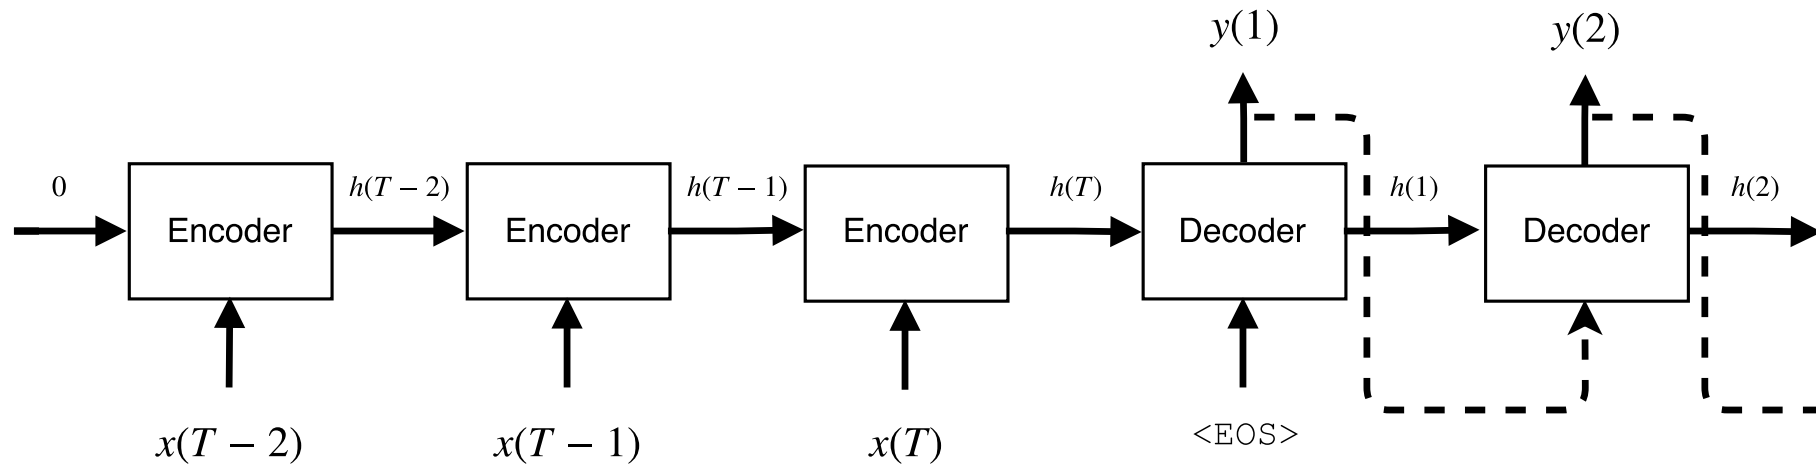 y(1) y(2)
0 h(T − 2) h(T − 1) h(T) h(1) h(2)
Encoder Encoder Encoder Decoder Decoder
x(T − 2) x(T − 1) x(T) <EOS>